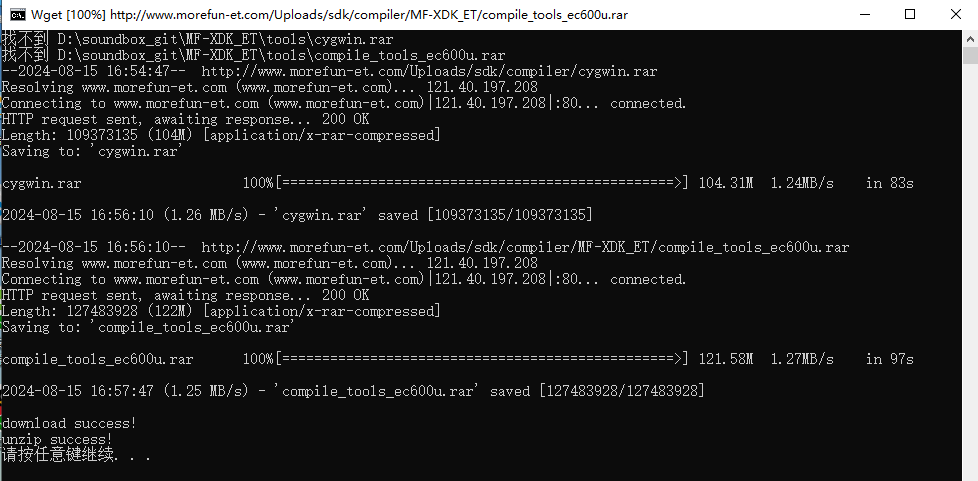 Wget [100%] http://www.morefun-et.com/Uploads/sdk/compiler/MF-XDK_ET/compile_tools_ec600u.rar
找不到 D:\soundbox_git\MF-XDK_ET\tools\cygwin.rar
找不到 D:\soundbox_git\MF-XDK_ET\tools\compile_tools_ec600u.rar
--2024-08-15 16:54:47--  http://www.morefun-et.com/Uploads/sdk/compiler/cygwin.rar
Resolving www.morefun-et.com (www.morefun-et.com)... 121.40.197.208
Connecting to www.morefun-et.com (www.morefun-et.com)|121.40.197.208|:80... connected.
HTTP request sent, awaiting response... 200 OK
Length: 109373135 (104M) [application/x-rar-compressed]
Saving to: 'cygwin.rar'
cygwin.rar 100%[=================================================>] 104.31M 1.24MB/s in 83s
2024-08-15 16:56:10 (1.26 MB/s) - 'cygwin.rar' saved [109373135/109373135]
--2024-08-15 16:56:10--  http://www.morefun-et.com/Uploads/sdk/compiler/MF-XDK_ET/compile_tools_ec600u.rar
Resolving www.morefun-et.com (www.morefun-et.com)... 121.40.197.208
Connecting to www.morefun-et.com (www.morefun-et.com)|121.40.197.208|:80... connected.
HTTP request sent, awaiting response... 200 OK
Length: 127483928 (122M) [application/x-rar-compressed]
Saving to: 'compile_tools_ec600u.rar'
compile_tools_ec600u.rar 100%[=================================================>] 121.58M 1.27MB/s in 97s
2024-08-15 16:57:47 (1.25 MB/s) - 'compile_tools_ec600u.rar' saved [127483928/127483928]
download success!
unzip success!
请按任意键继续. . .